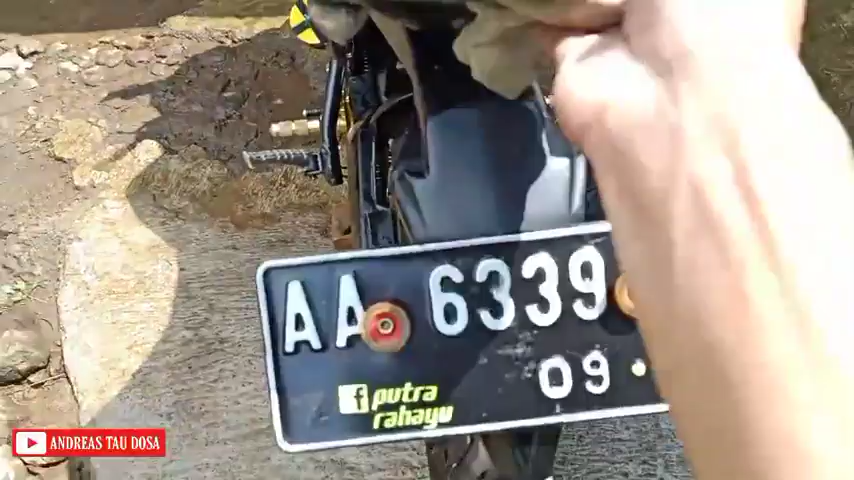 AA 6339
09 •
f putra
rahayu
ANDREAS TAU DOSA